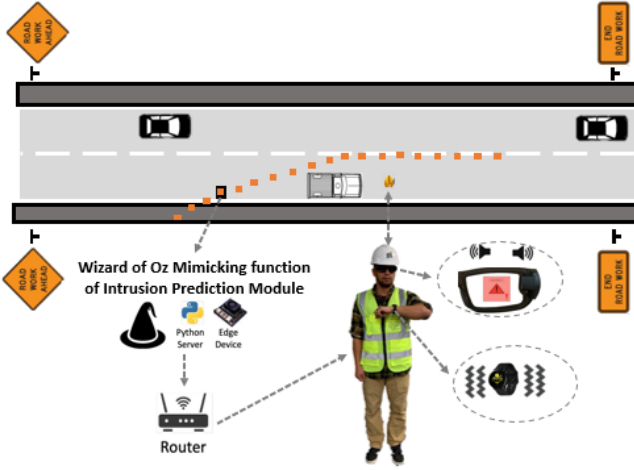 ROAD
WORK
AHEAD
END
ROAD WORK
ROAD
WORK
AHEAD
Wizard of Oz Mimicking function
of Intrusion Prediction Module
Python
Server
Edge
Device
Router
END
ROAD WORK